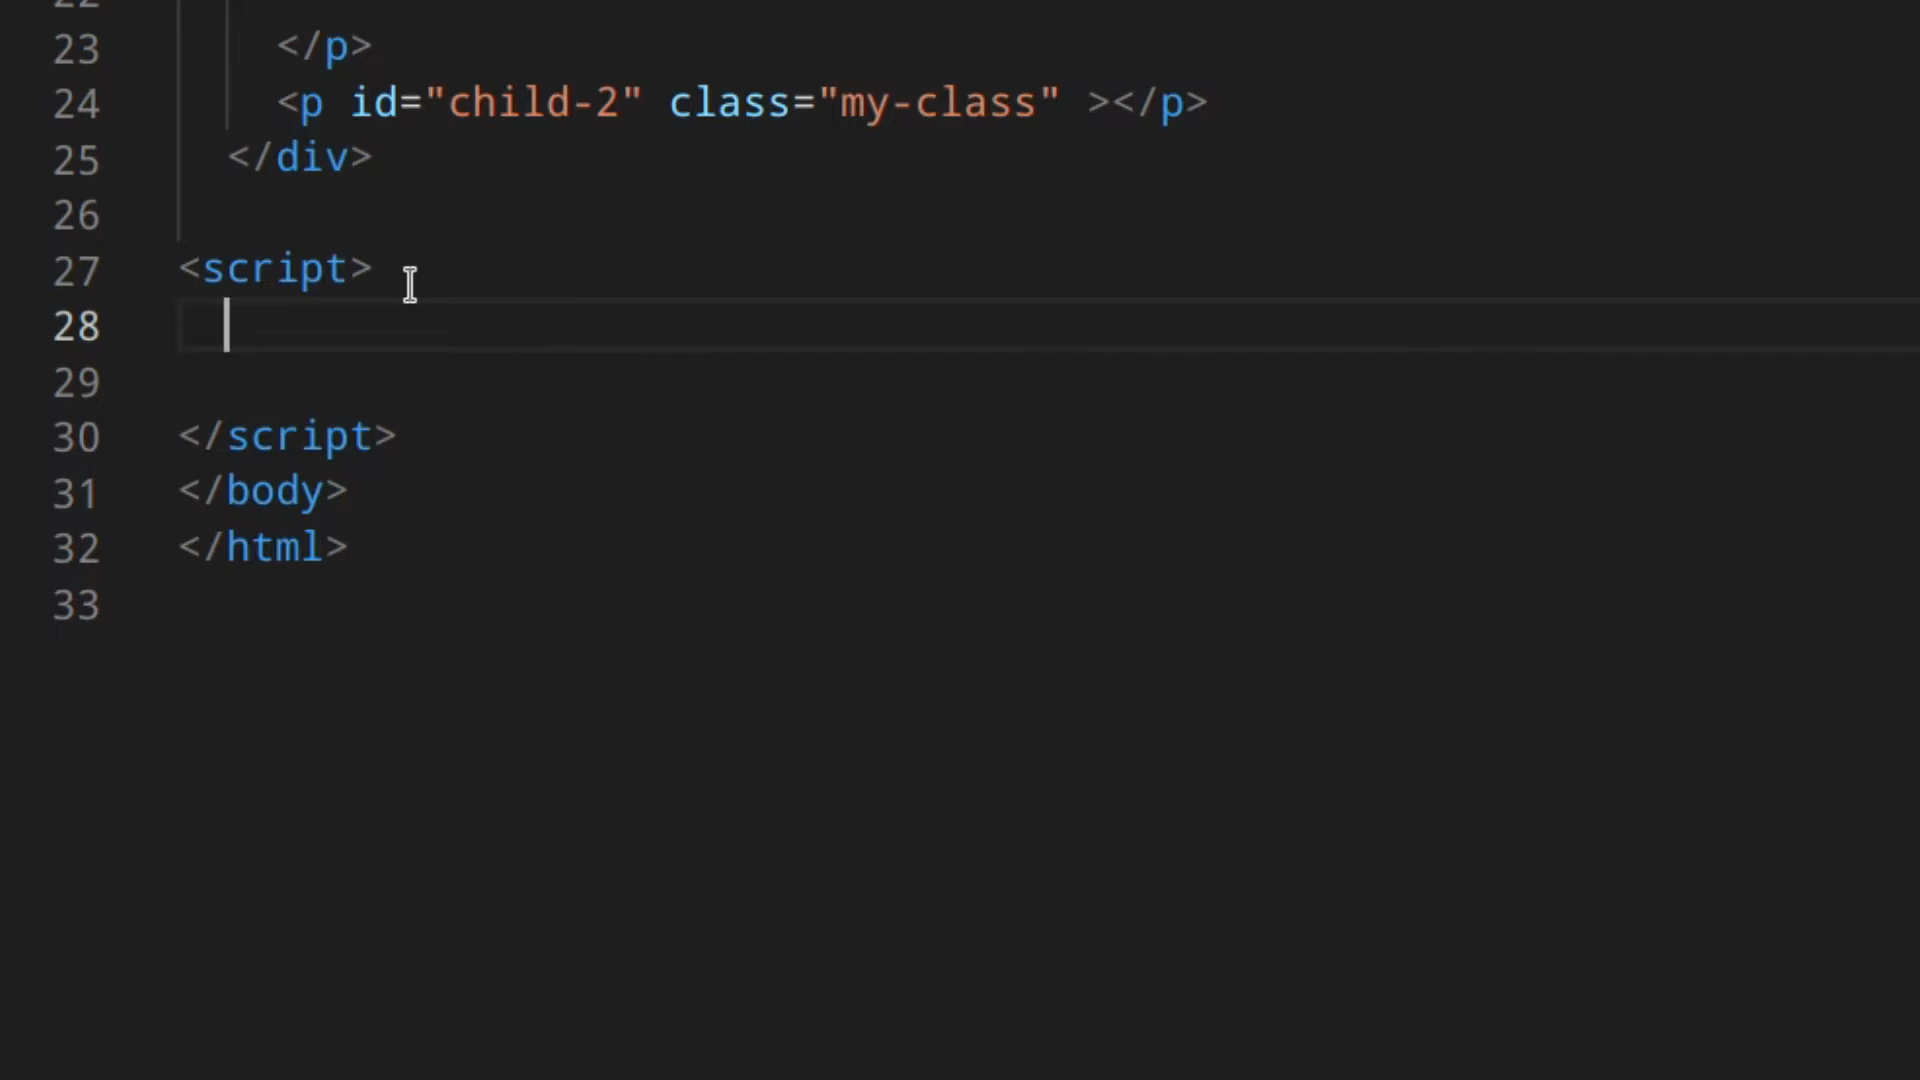 22
23 </p>
24 <p id="child-2" class="my-class" ></p>
25 </div>
26
27 <script>
28
29
30 </script>
31 </body>
32 </html>
33